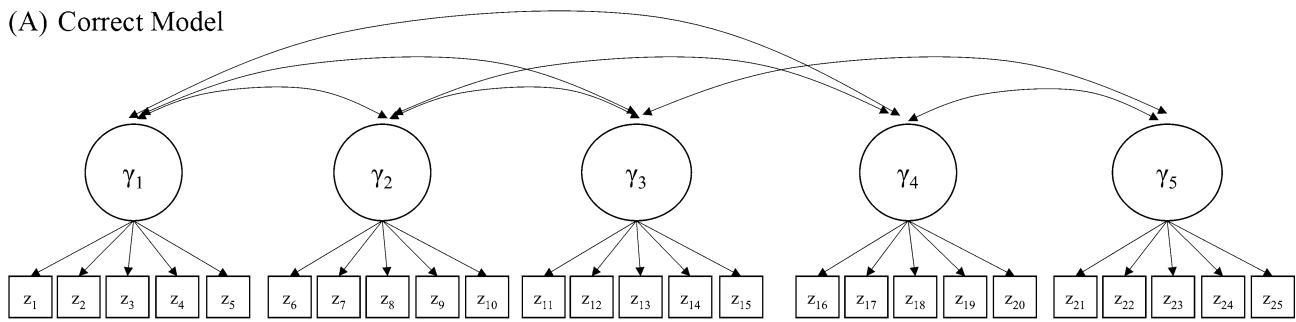 (A) Correct Model
γ₁ γ₂ γ₃ γ₄ γ₅
z₁ z₂ z₃ z₄ z₅ z₆ z₇ z₈ z₉ z₁₀ z₁₁ z₁₂ z₁₃ z₁₄ z₁₅ z₁₆ z₁₇ z₁₈ z₁₉ z₂₀ z₂₁ z₂₂ z₂₃ z₂₄ z₂₅